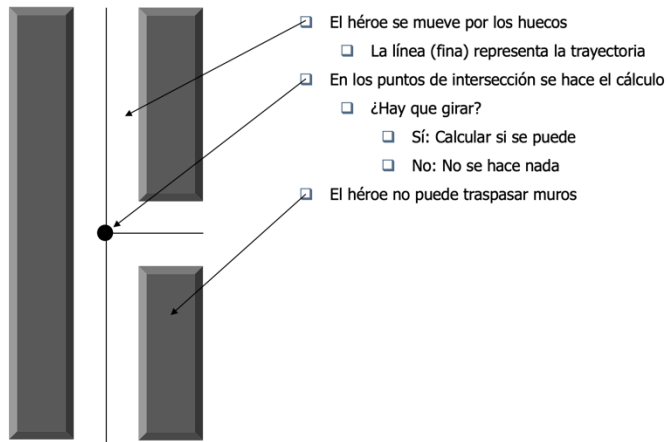 El héroe se mueve por los huecos
La línea (fina) representa la trayectoria
En los puntos de intersección se hace el cálculo
¿Hay que girar?
Sí: Calcular si se puede
No: No se hace nada
El héroe no puede traspasar muros